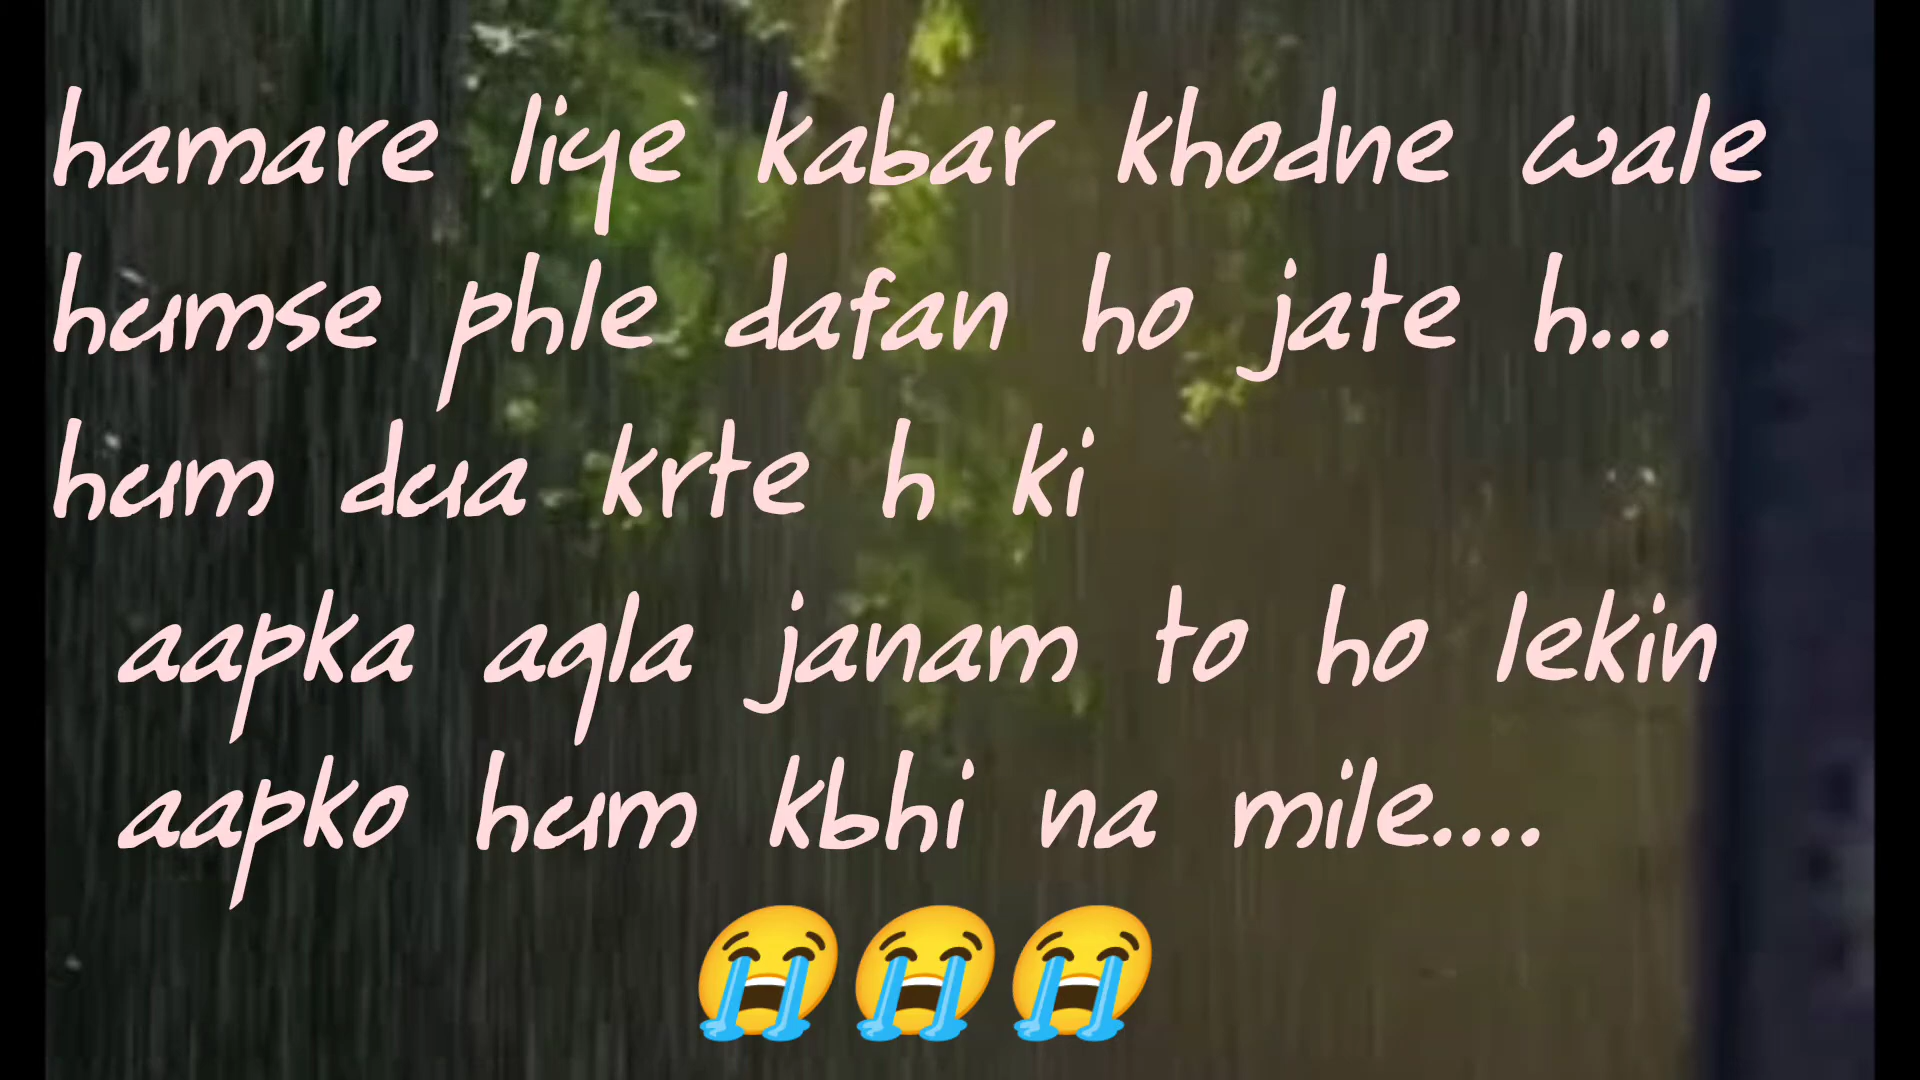 hamare liye kabar khodne wale
humse phle dafan ho jate h...
hum dua krte h ki
aapka agla janam to ho lekin
aapko hum kbhi na mile....
😭😭😭